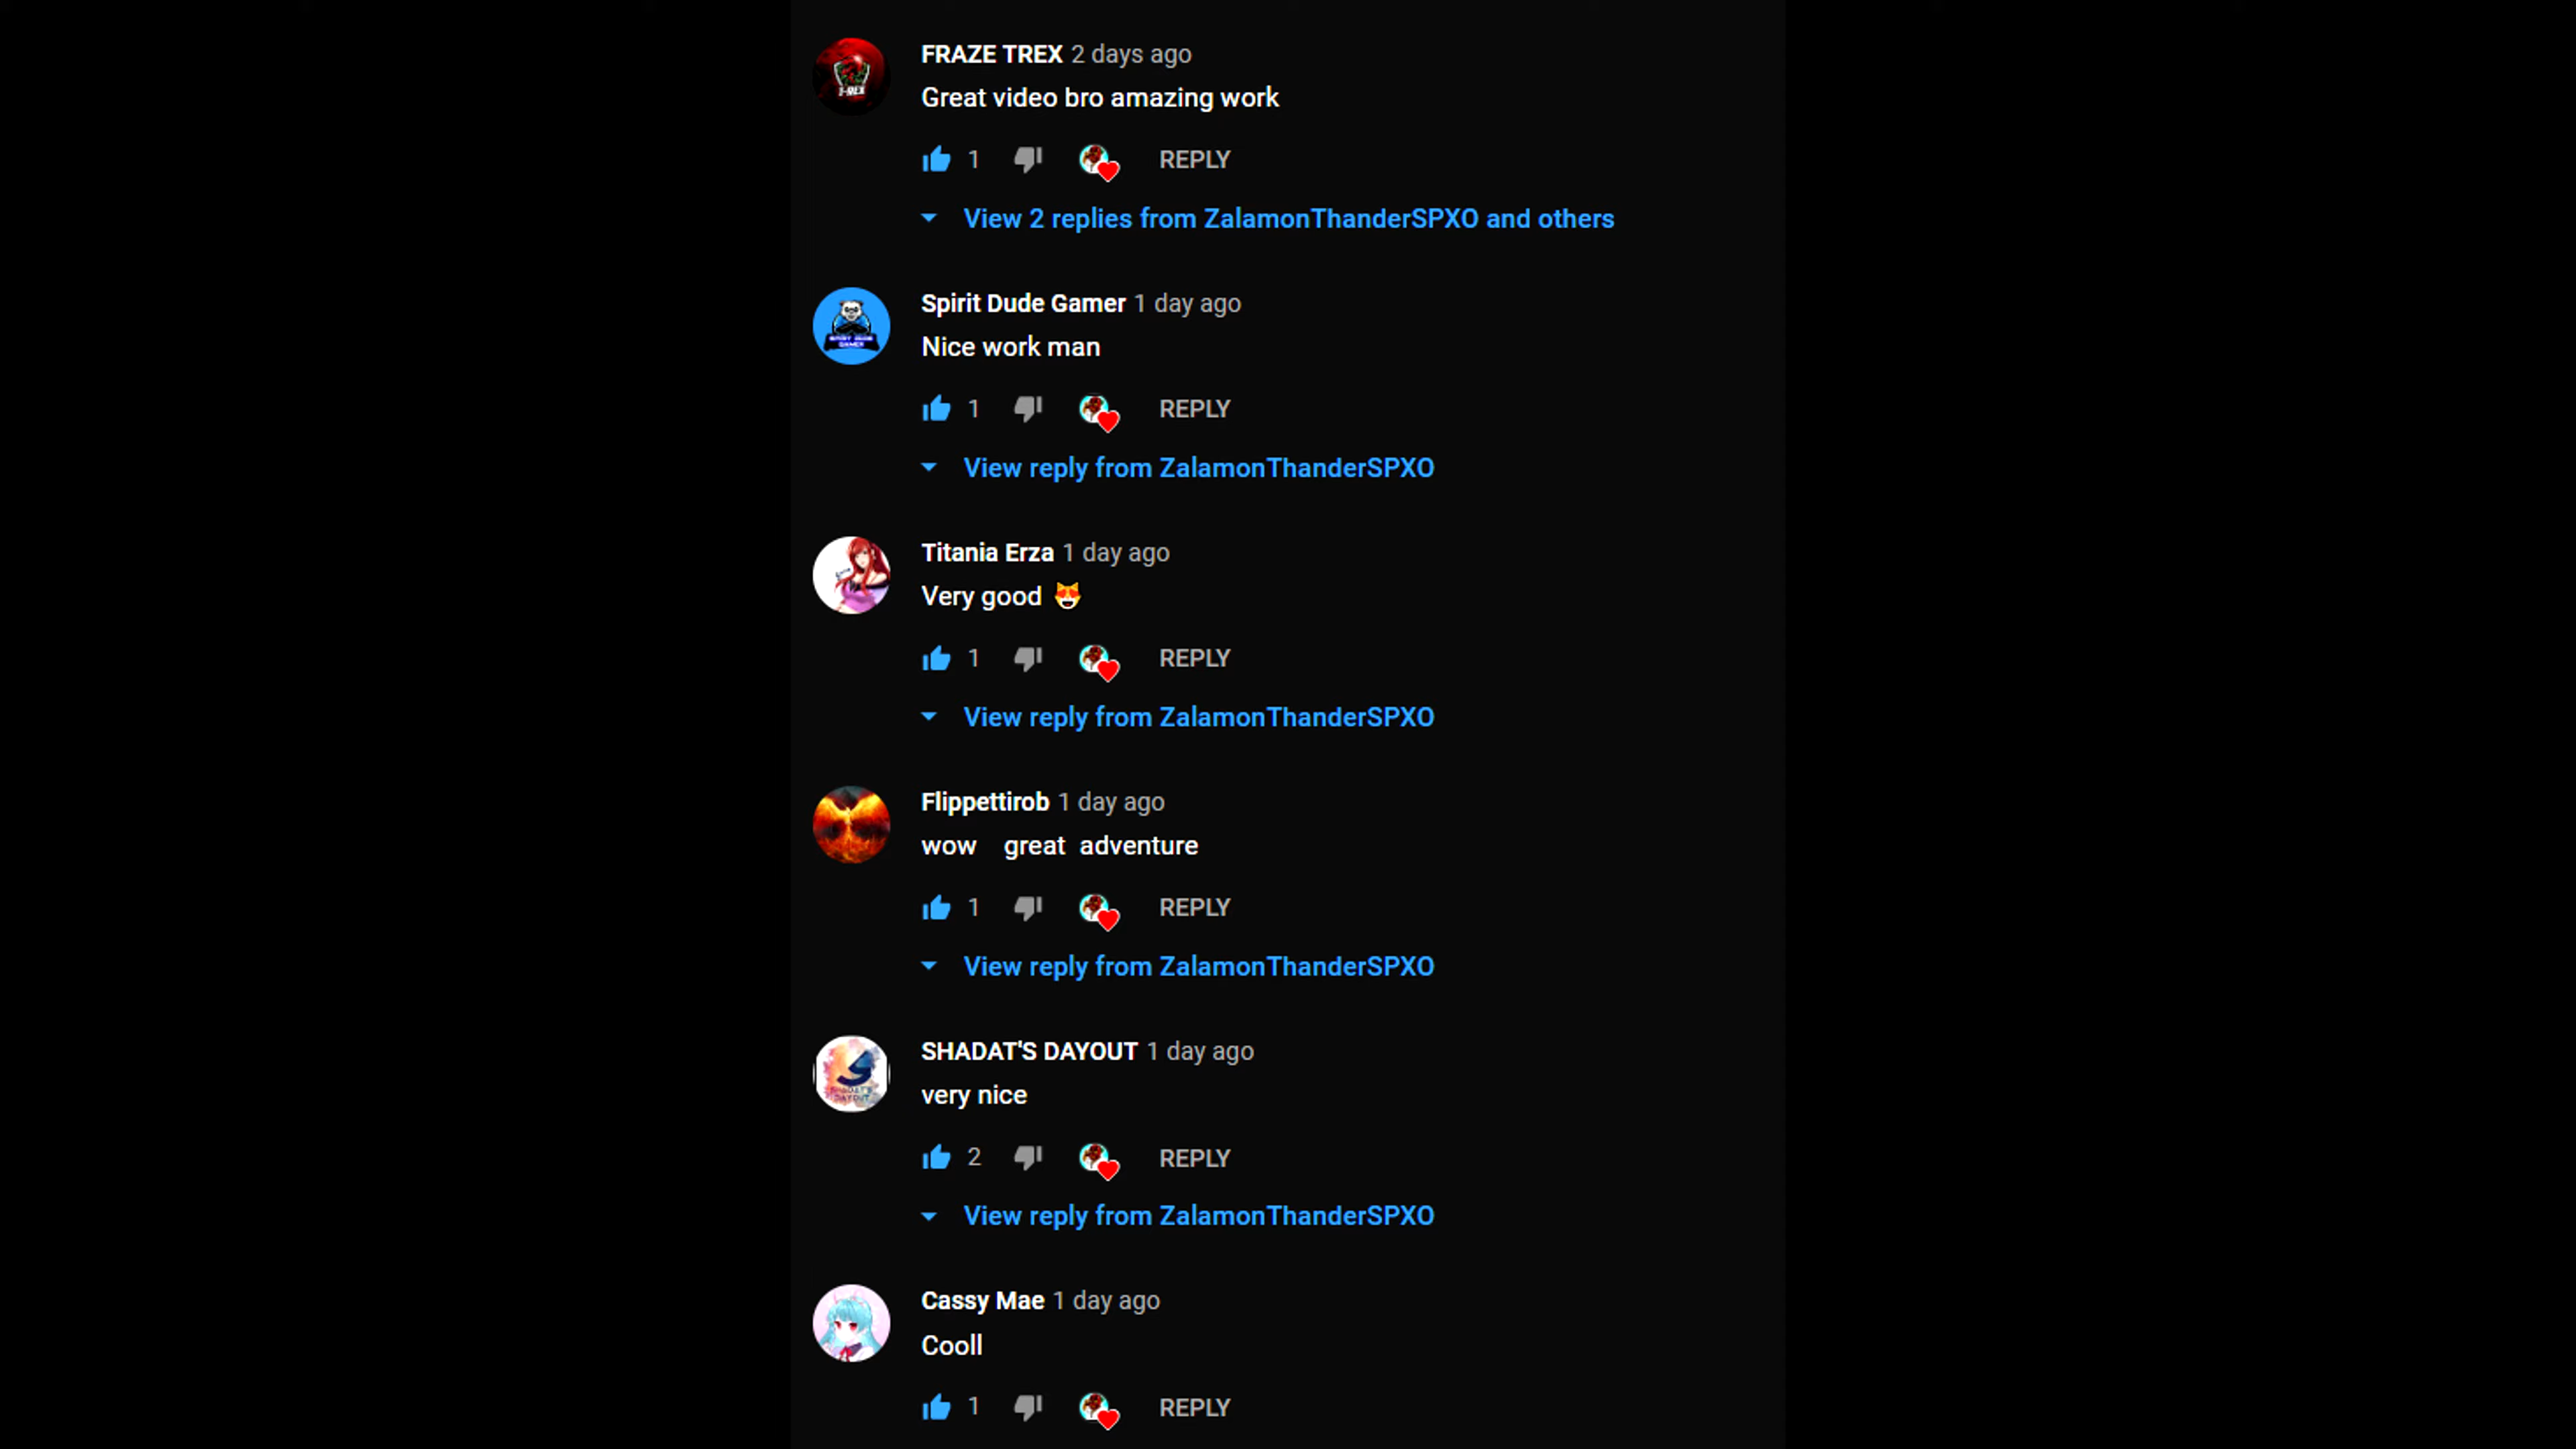 FRAZE TREX 2 days ago
Great video bro amazing work
1 REPLY
View 2 replies from ZalamonThanderSPXO and others
Spirit Dude Gamer 1 day ago
Nice work man
1 REPLY
View reply from ZalamonThanderSPXO
Titania Erza 1 day ago
Very good 😻
1 REPLY
View reply from ZalamonThanderSPXO
Flippettirob 1 day ago
wow great adventure
1 REPLY
View reply from ZalamonThanderSPXO
SHADAT'S DAYOUT 1 day ago
very nice
2 REPLY
View reply from ZalamonThanderSPXO
Cassy Mae 1 day ago
Cooll
1 REPLY